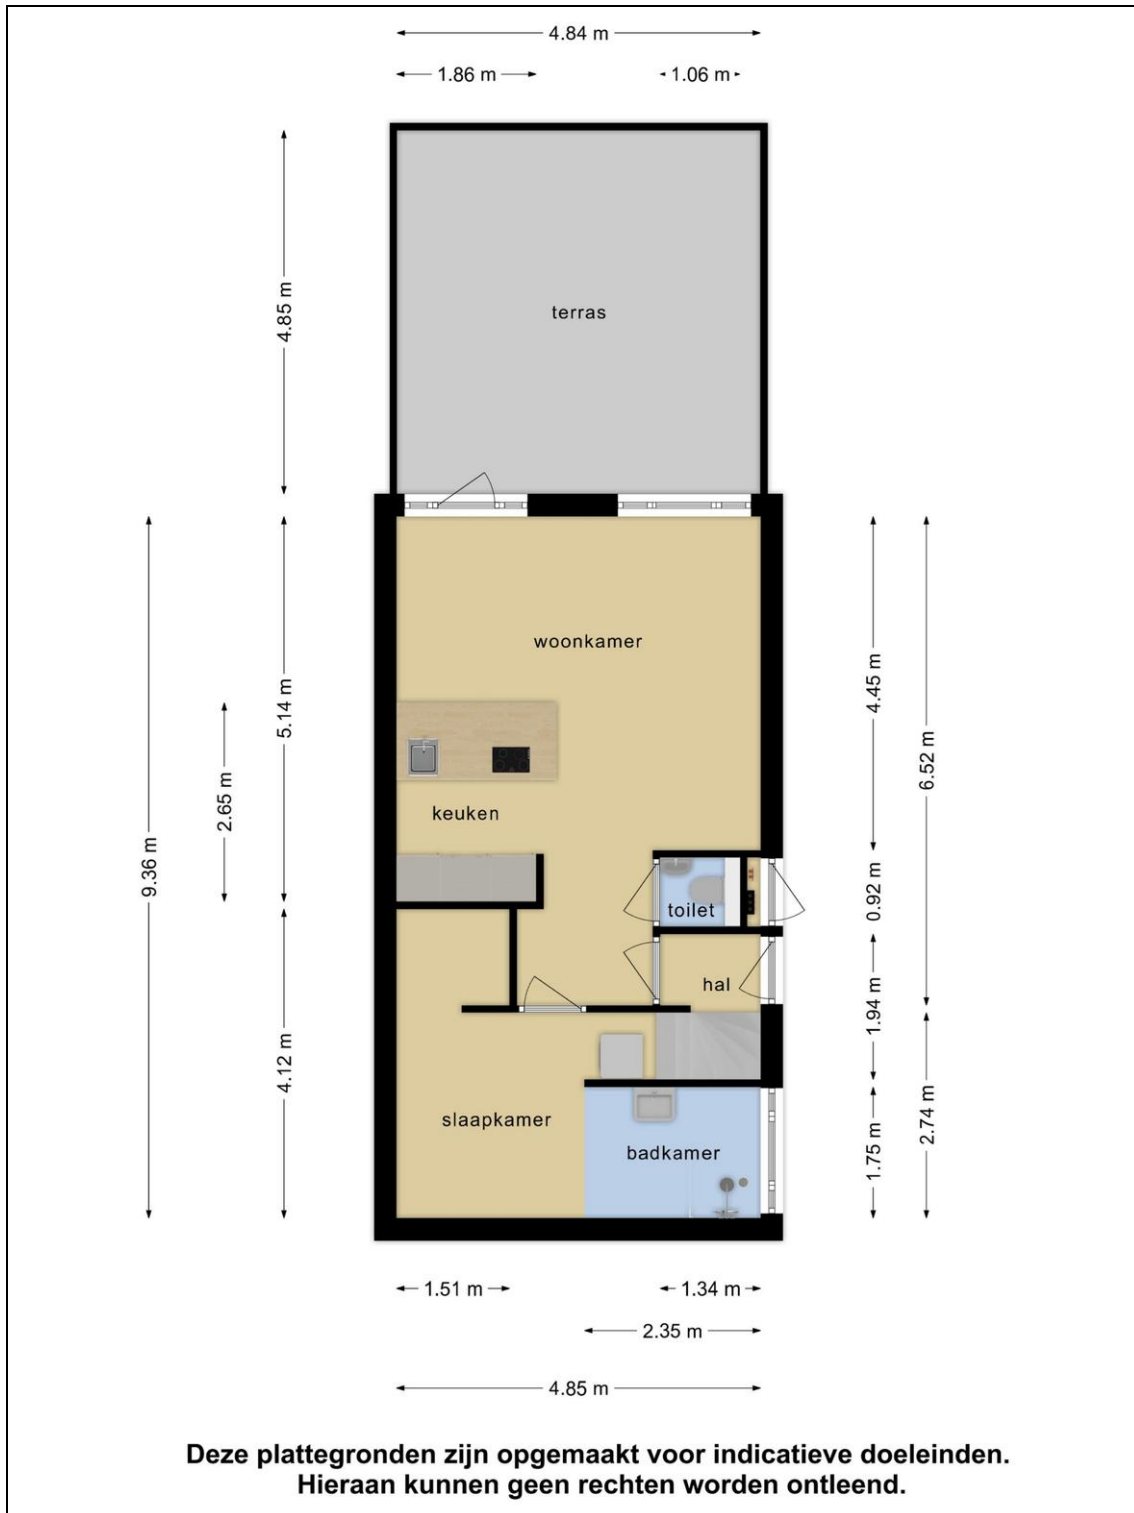 4.84 m
1.86 m
1.06 m
4.85 m
terras
woonkamer
5.14 m
4.45 m
6.52 m
2.65 m
keuken
9.36 m
0.92 m
toilet
hal
1.94 m
4.12 m
2.74 m
slaapkamer
1.75 m
badkamer
1.51 m
1.34 m
2.35 m
4.85 m
Deze plattegronden zijn opgemaakt voor indicatieve doeleinden.
Hieraan kunnen geen rechten worden ontleend.